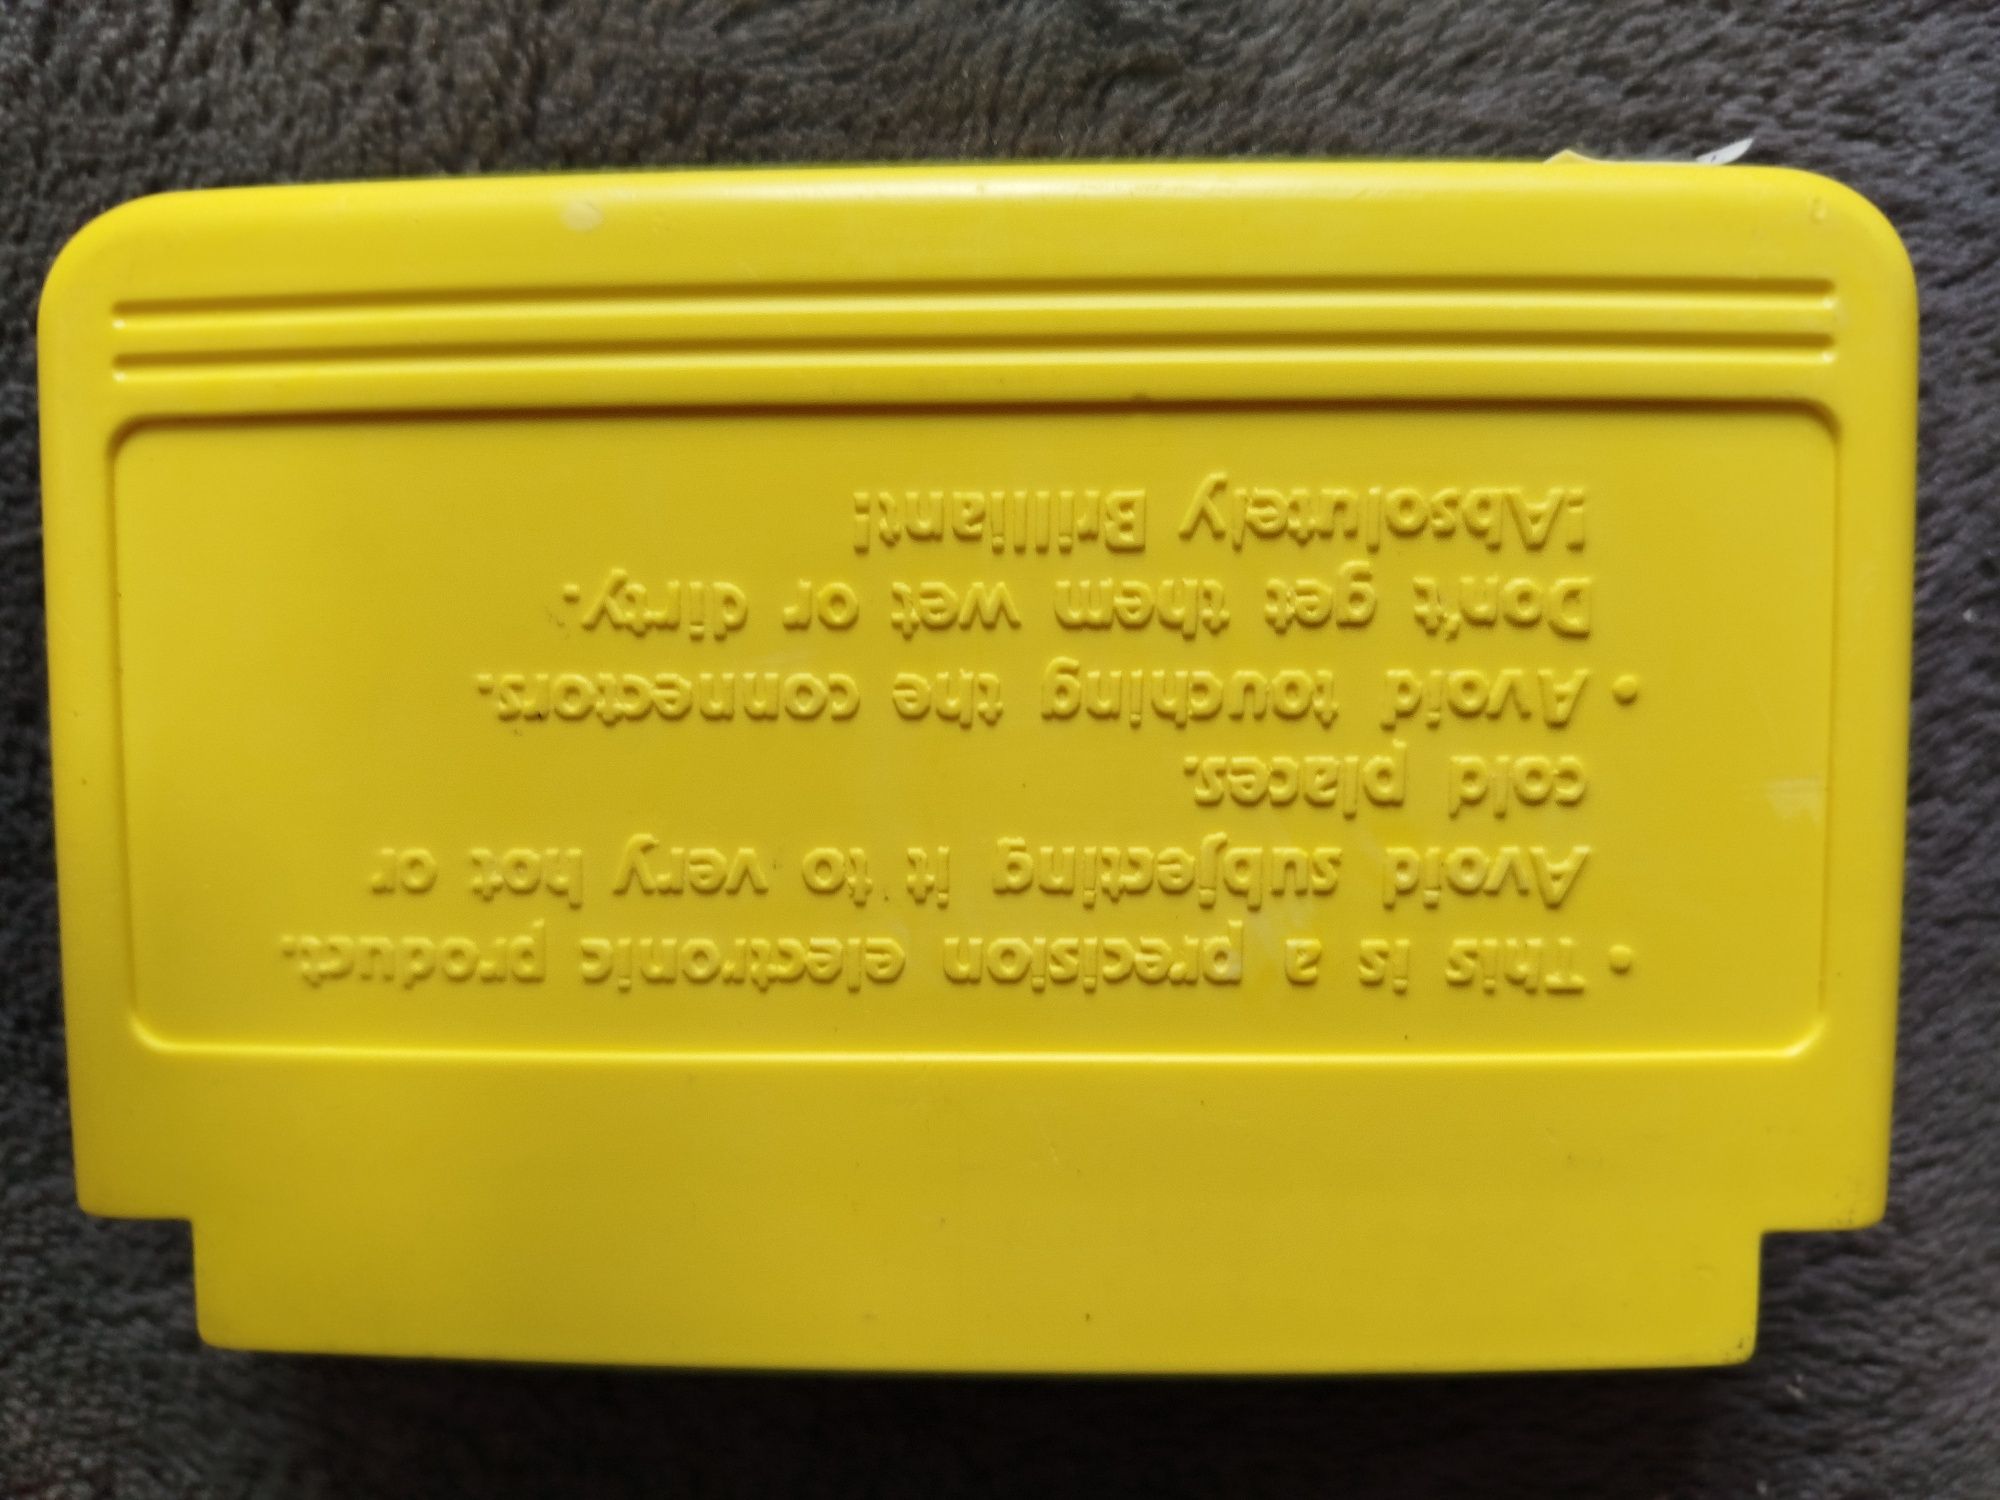 • This is a precision electronic product.
Avoid subjecting it to very hot or
cold places.
• Avoid touching the connectors.
Don't get them wet or dirty.
!Absolutely Brilliant!